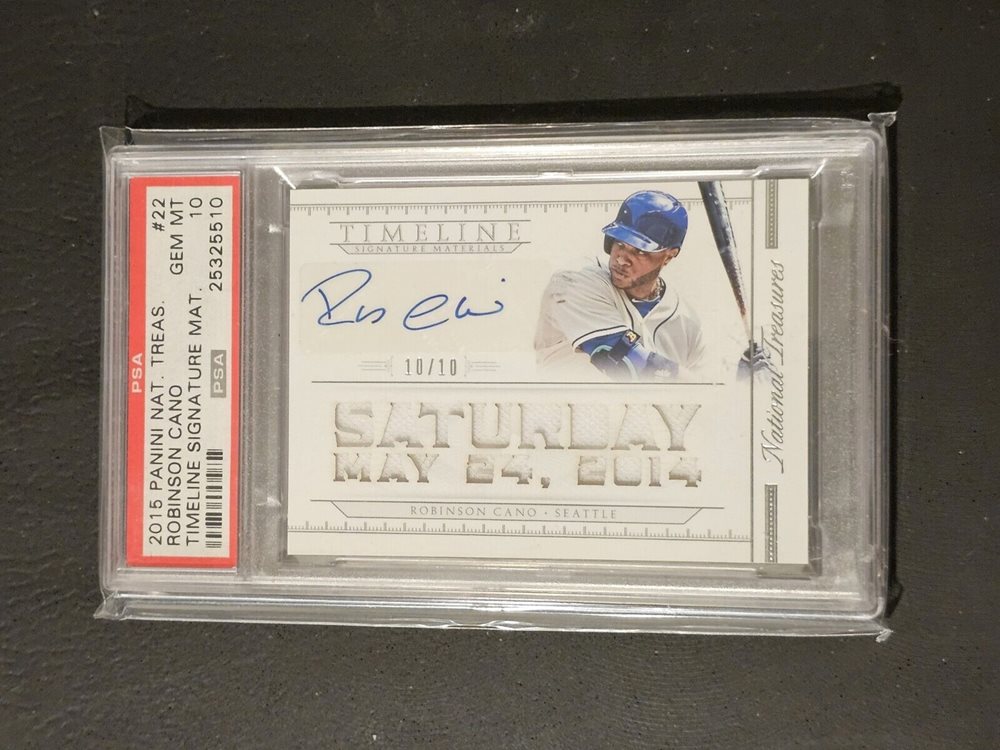 PSA
2015 PANINI NAT. TREAS. #22
ROBINSON CANO GEM MT
TIMELINE SIGNATURE MAT. 10
PSA 25325510
TIMELINE
SIGNATURE MATERIALS
10/10
SATURDAY
MAY 24, 2014
ROBINSON CANO • SEATTLE
National Treasures